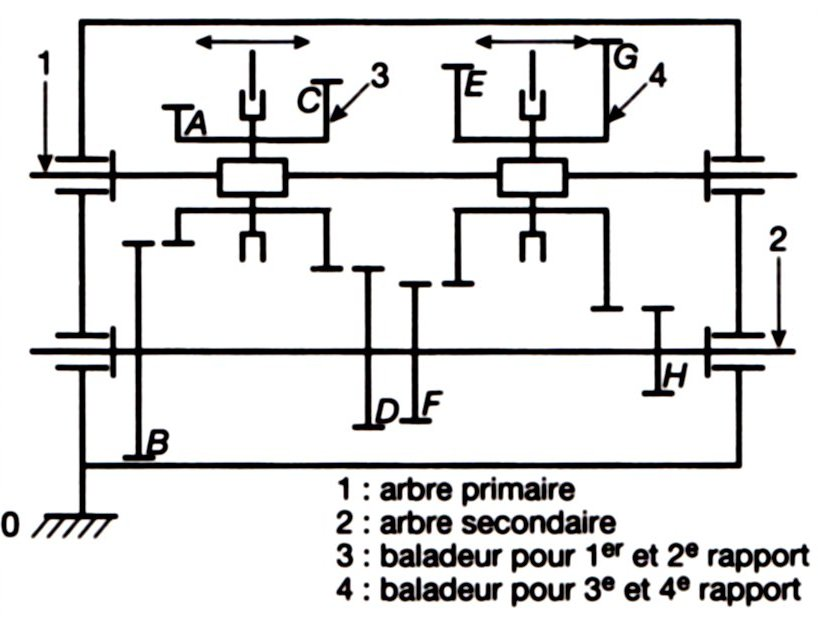 1
A
C
3
E
G
4
2
B
D
F
H
0
1 : arbre primaire
2 : arbre secondaire
3 : baladeur pour 1er et 2e rapport
4 : baladeur pour 3e et 4e rapport